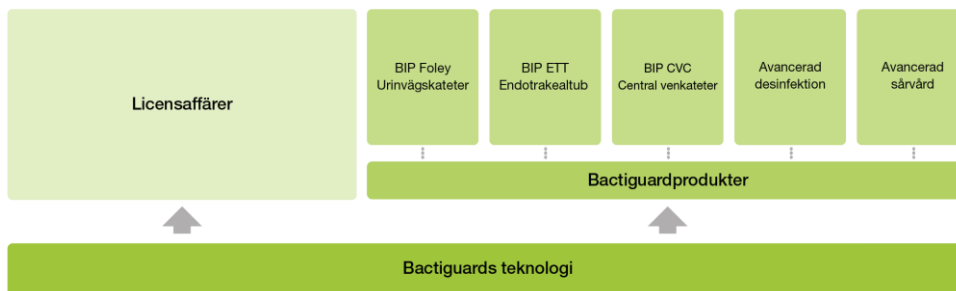 Licensaffärer
BIP Foley
Urinvägskateter
BIP ETT
Endotrakealtub
BIP CVC
Central venkateter
Avancerad
desinfektion
Avancerad
sårvård
Bactiguardprodukter
Bactiguards teknologi